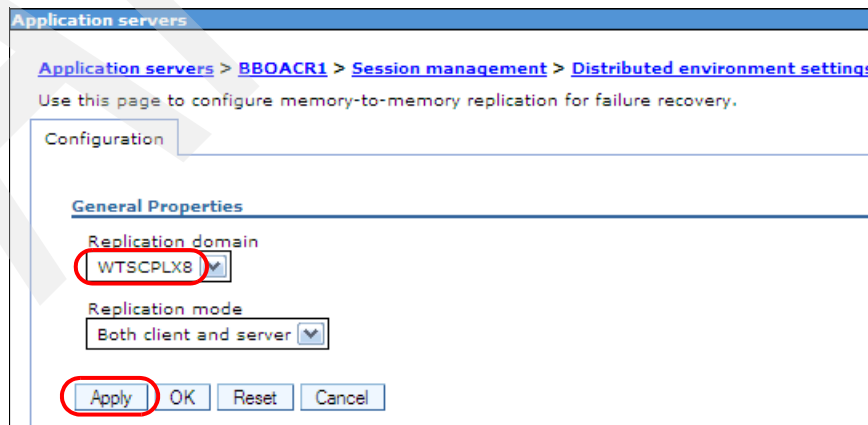 Application servers
Application servers > BBOACR1 > Session management > Distributed environment settings
Use this page to configure memory-to-memory replication for failure recovery.
Configuration
General Properties
Replication domain
WTSCPLX8
Replication mode
Both client and server
Apply OK Reset Cancel